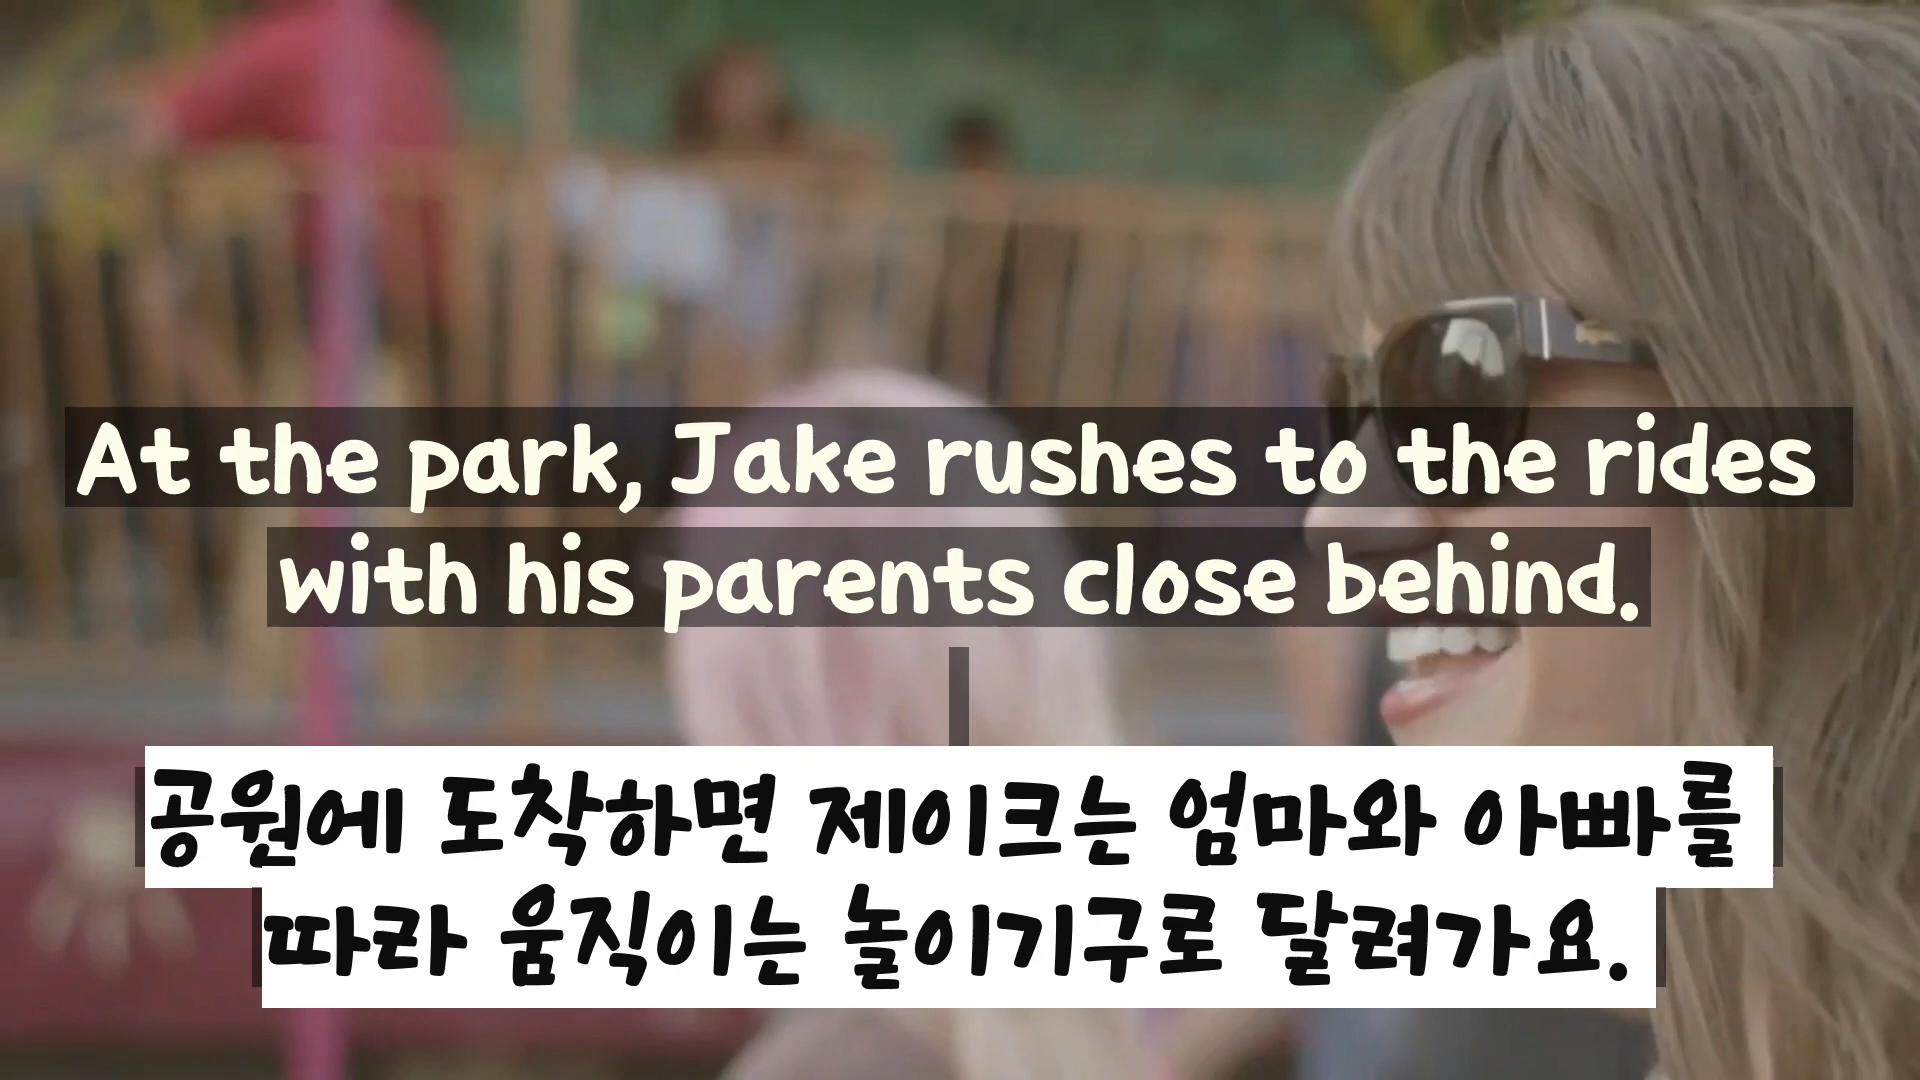 At the park, Jake rushes to the rides
with his parents close behind.
공원에 도착하면 제이크는 엄마와 아빠를
따라 움직이는 놀이기구로 달려가요.